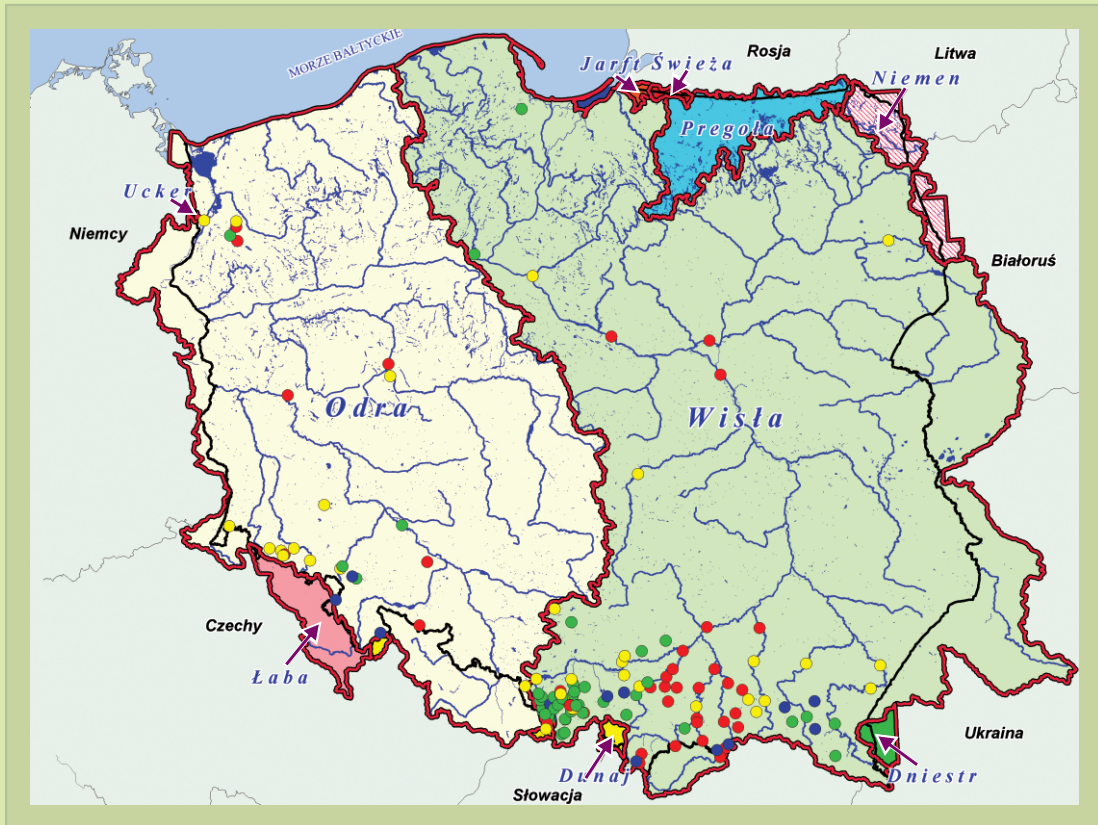 MORZE BAŁTYCKIE
Rosja
Litwa
Jarft Świeża
Niemen
Pregoła
Ucker
Niemcy
Białoruś
Odra
Wisła
Czechy
Łaba
Ukraina
Dunaj
Dniestr
Słowacja